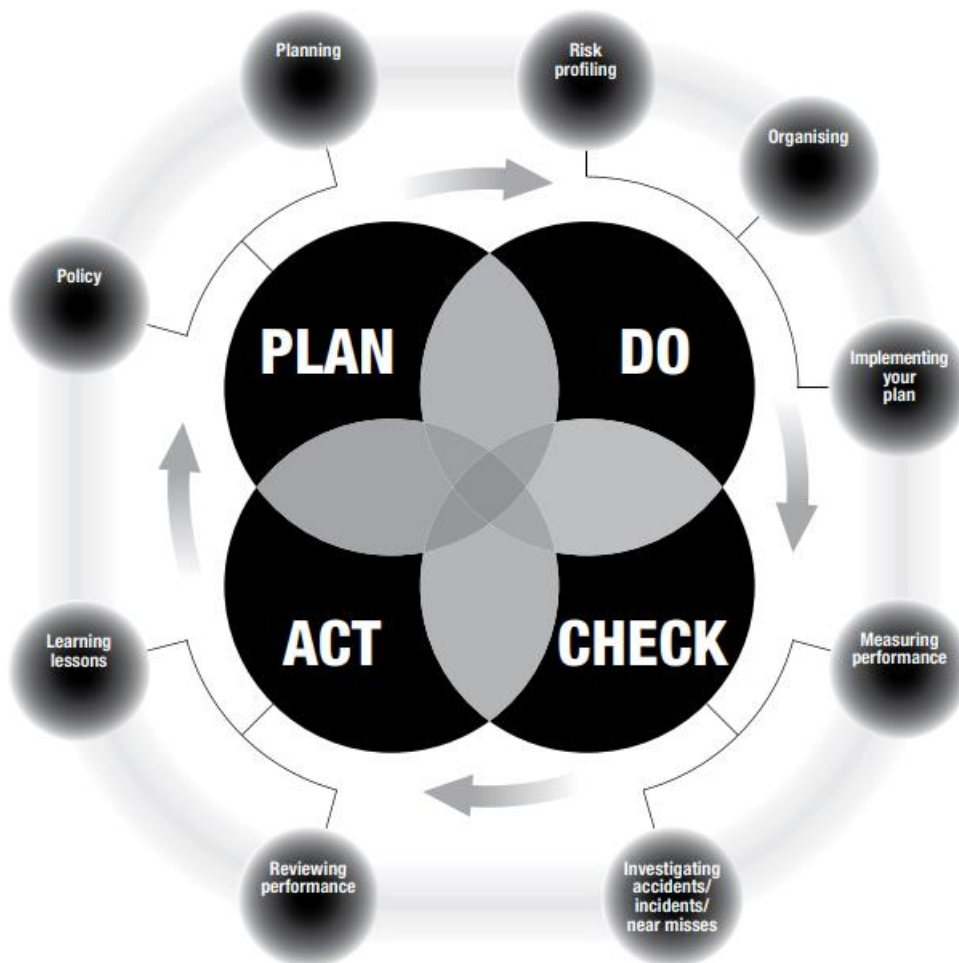 Planning
Risk
profiling
Organising
Policy
PLAN
DO
Implementing
your
plan
Learning
lessons
ACT
CHECK
Measuring
performance
Reviewing
performance
Investigating
accidents/
incidents/
near misses